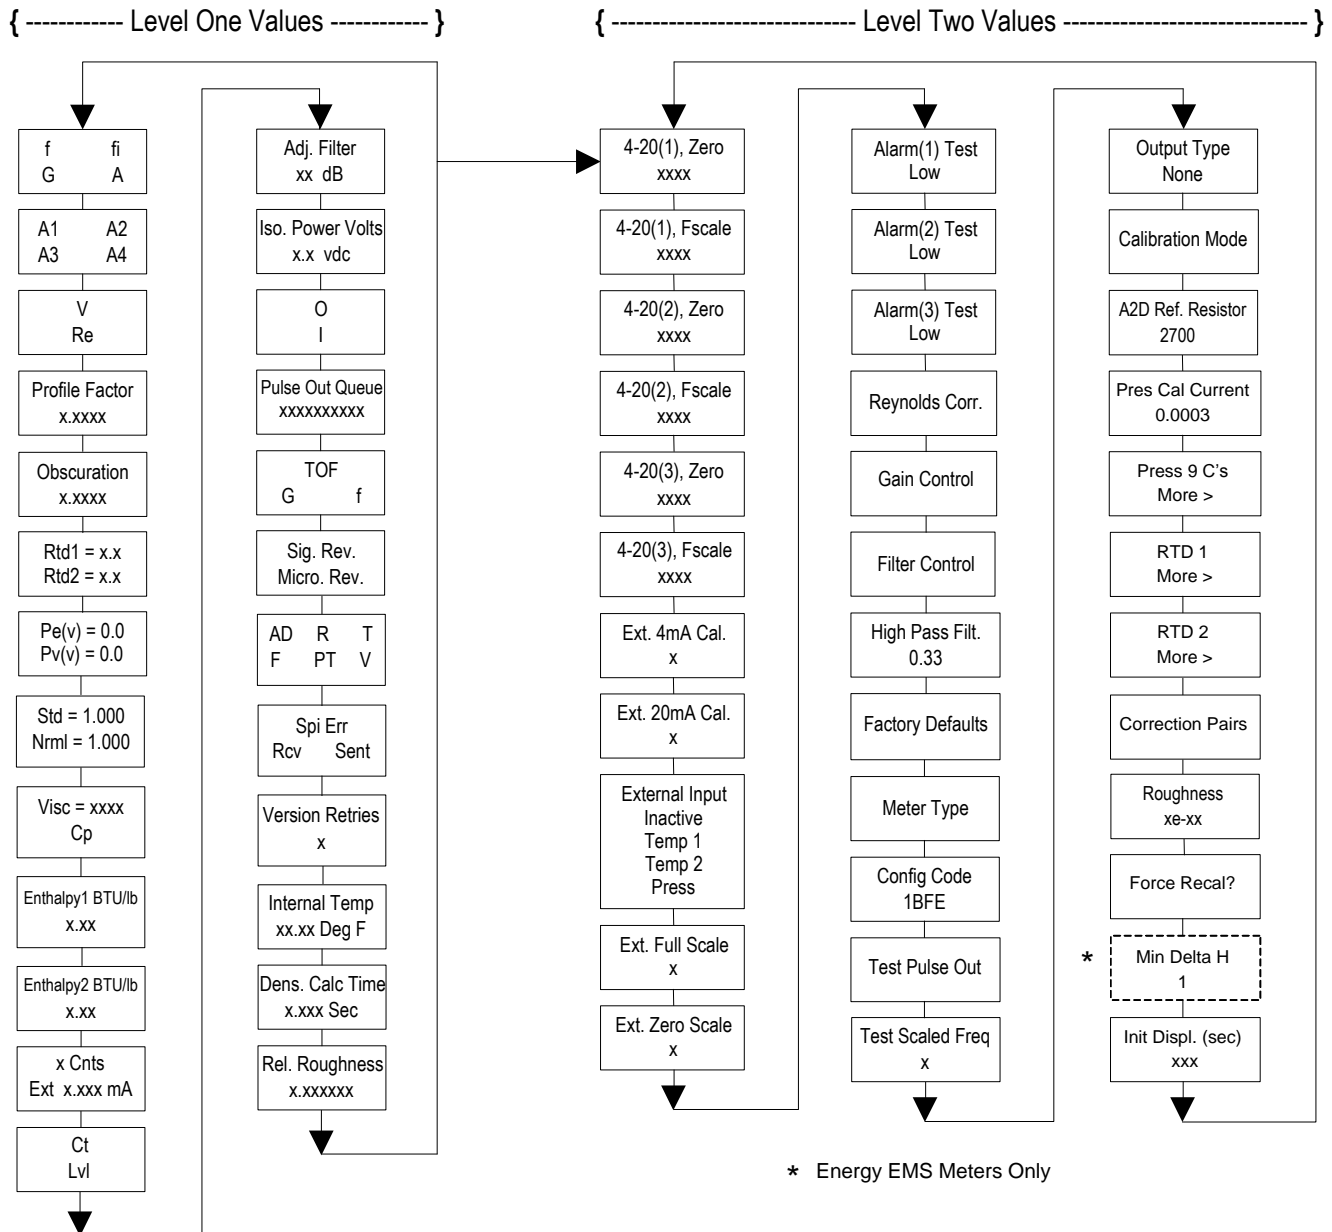 { ------------ Level One Values ------------ }
{ ------------------------------- Level Two Values ------------------------------- }
f fi
G A
A1 A2
A3 A4
V
Re
Profile Factor
x.xxxx
Obscuration
x.xxxx
Rtd1 = x.x
Rtd2 = x.x
Pe(v) = 0.0
Pv(v) = 0.0
Std = 1.000
Nrml = 1.000
Visc = xxxx
Cp
Enthalpy1 BTU/lb
x.xx
Enthalpy2 BTU/lb
x.xx
x Cnts
Ext x.xxx mA
Ct
Lvl
Adj. Filter
xx dB
Iso. Power Volts
x.x vdc
O
I
Pulse Out Queue
xxxxxxxxxx
TOF
G f
Sig. Rev.
Micro. Rev.
AD R T
F PT V
Spi Err
Rcv Sent
Version Retries
x
Internal Temp
xx.xx Deg F
Dens. Calc Time
x.xxx Sec
Rel. Roughness
x.xxxxxx
4-20(1), Zero
xxxx
4-20(1), Fscale
xxxx
4-20(2), Zero
xxxx
4-20(2), Fscale
xxxx
4-20(3), Zero
xxxx
4-20(3), Fscale
xxxx
Ext. 4mA Cal.
x
Ext. 20mA Cal.
x
External Input
Inactive
Temp 1
Temp 2
Press
Ext. Full Scale
x
Ext. Zero Scale
x
Alarm(1) Test
Low
Alarm(2) Test
Low
Alarm(3) Test
Low
Reynolds Corr.
Gain Control
Filter Control
High Pass Filt.
0.33
Factory Defaults
Meter Type
Config Code
1BFE
Test Pulse Out
Test Scaled Freq
x
Output Type
None
Calibration Mode
A2D Ref. Resistor
2700
Pres Cal Current
0.0003
Press 9 C's
More >
RTD 1
More >
RTD 2
More >
Correction Pairs
Roughness
xe-xx
Force Recal?
* Min Delta H
1
Init Displ. (sec)
xxx
* Energy EMS Meters Only